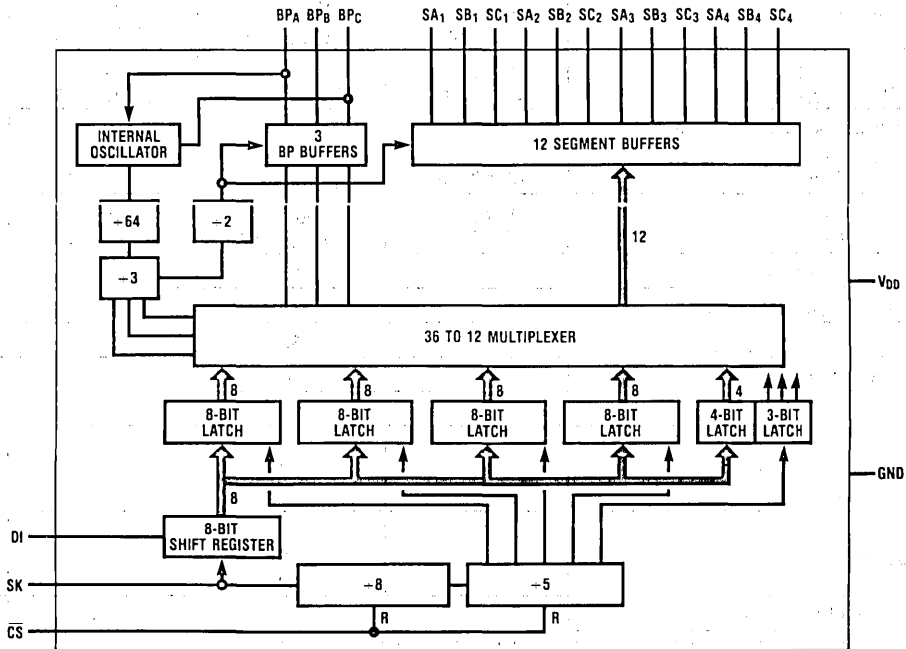 BPA BPB BPC SA1 SB1 SC1 SA2 SB2 SC2 SA3 SB3 SC3 SA4 SB4 SC4
INTERNAL
OSCILLATOR
3
BP BUFFERS
12 SEGMENT BUFFERS
÷64
÷2
12
÷3
VDD
36 TO 12 MULTIPLEXER
8 8 8 8 4
8-BIT
LATCH
8-BIT
LATCH
8-BIT
LATCH
8-BIT
LATCH
4-BIT
LATCH
3-BIT
LATCH
GND
8
DI
8-BIT
SHIFT REGISTER
SK
÷8
÷5
R R
C̅S̅